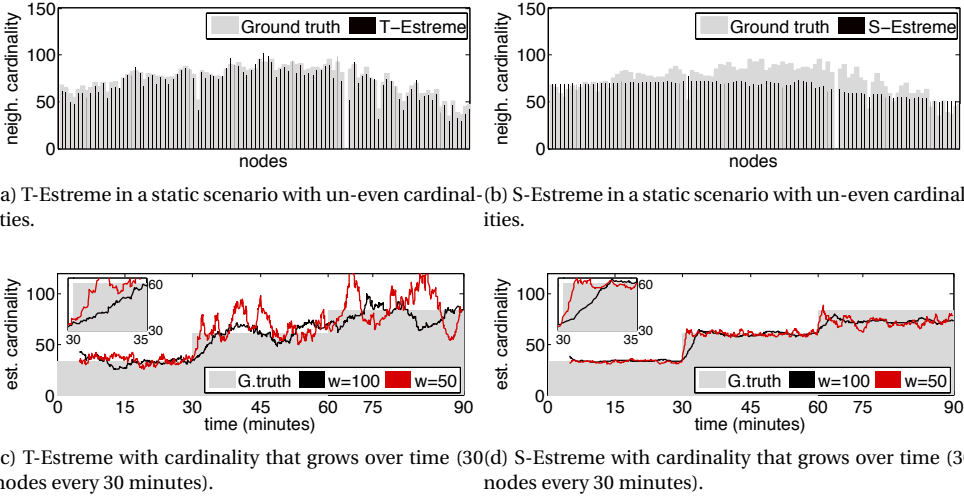 150
100
50
0
neigh. cardinality
Ground truth T-Estreme
nodes
150
100
50
0
neigh. cardinality
Ground truth S-Estreme
nodes
a) T-Estreme in a static scenario with un-even cardinal-
ties.
(b) S-Estreme in a static scenario with un-even cardinal
ities.
100
50
0
est. cardinality
60
30
30 35
G.truth w=100 w=50
0 15 30 45 60 75 90
time (minutes)
100
50
0
est. cardinality
60
30
30 35
G.truth w=100 w=50
0 15 30 45 60 75 90
time (minutes)
c) T-Estreme with cardinality that grows over time (30
nodes every 30 minutes).
(d) S-Estreme with cardinality that grows over time (30
nodes every 30 minutes).